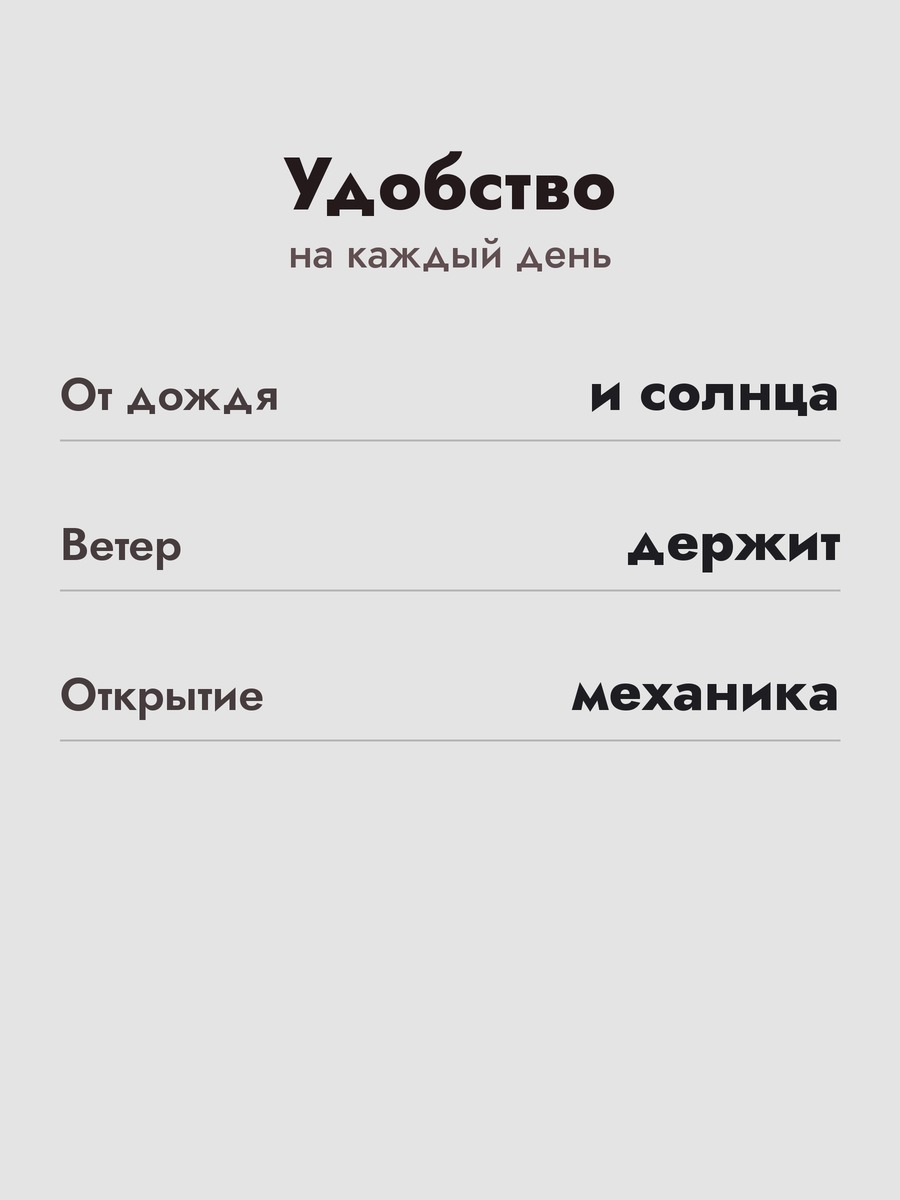 Удобство
на каждый день
От дождя и солнца
Ветер держит
Открытие механика